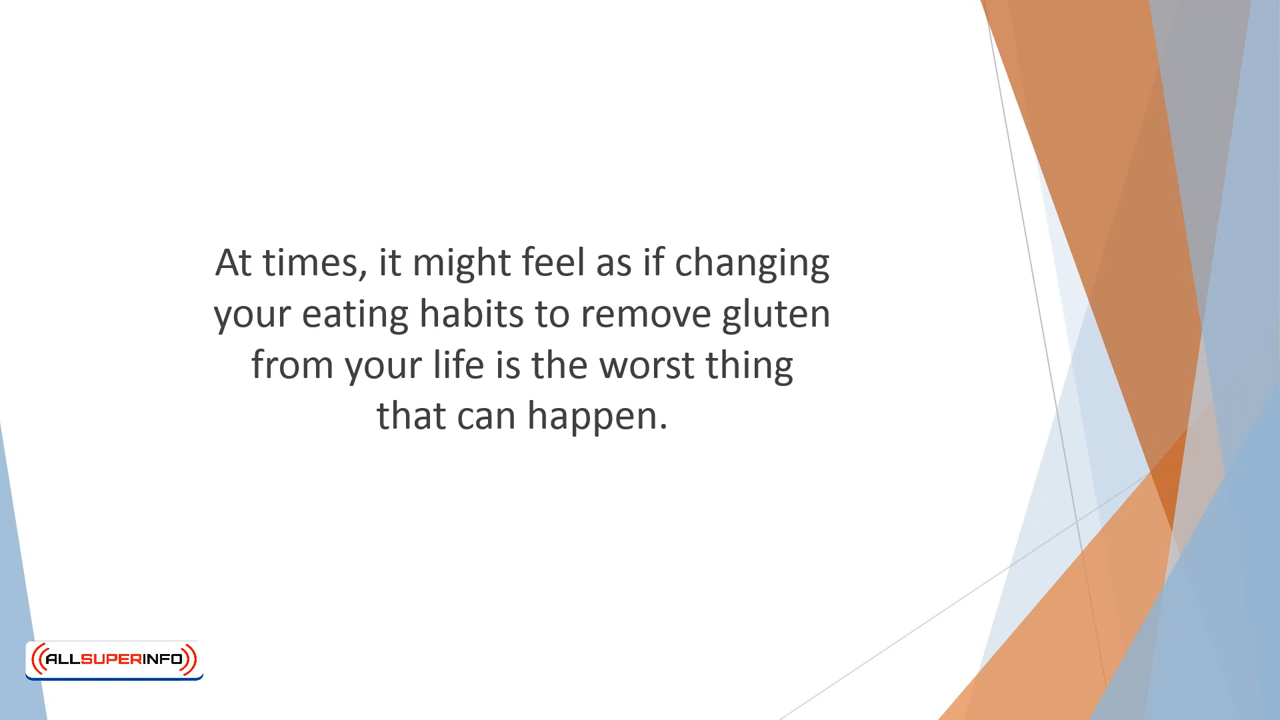 At times, it might feel as if changing
your eating habits to remove gluten
from your life is the worst thing
that can happen.
ALLSUPERINFO